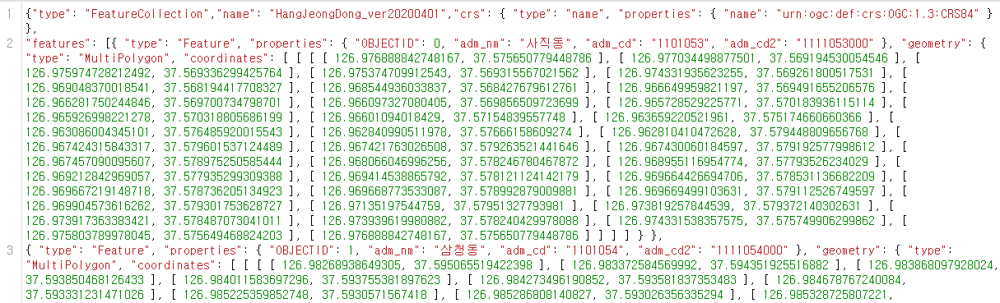 1 {"type": "FeatureCollection","name": "HangJeongDong_ver20200401","crs": { "type": "name", "properties": { "name": "urn:ogc:def:crs:OGC:1.3:CRS84" }
},
2 "features": [{ "type": "Feature", "properties": { "OBJECTID": 0, "adm_nm": "사직동", "adm_cd": "1101053", "adm_cd2": "1111053000" }, "geometry": {
"type": "MultiPolygon", "coordinates": [ [ [ [ 126.976888842748167, 37.575650779448786 ], [ 126.977034498877501, 37.569194530054546 ], [
126.975974728212492, 37.569336299425764 ], [ 126.975374709912543, 37.569315567021562 ], [ 126.974331935623255, 37.569261800517531 ], [
126.969048370018541, 37.568194417708327 ], [ 126.968544936033837, 37.568427679612761 ], [ 126.966649959821197, 37.569491655206576 ], [
126.966281750244846, 37.569700734798701 ], [ 126.966097327080405, 37.569856509723699 ], [ 126.965728529225771, 37.570183936115114 ], [
126.965926998221278, 37.570318805686199 ], [ 126.96601094018429, 37.57154839557748 ], [ 126.963659220521961, 37.575174660660366 ], [
126.963086004345101, 37.576485920015543 ], [ 126.962840990511978, 37.576661586092​74 ], [ 126.962810410472628, 37.579448809656768 ], [
126.967424315843317, 37.579601537124489 ], [ 126.967421763026508, 37.579263521441646 ], [ 126.967430060184597, 37.579192577998612 ], [
126.967457090095607, 37.578975250585444 ], [ 126.968066046996256, 37.578246780467872 ], [ 126.968955116954774, 37.57793526234029 ], [
126.969212842969057, 37.577935299309388 ], [ 126.969414538865792, 37.578121124142179 ], [ 126.969664426694706, 37.578531136682209 ], [
126.969667219148718, 37.578736205134923 ], [ 126.969668773533087, 37.578992879009881 ], [ 126.969669499103631, 37.579112526749597 ], [
126.969904573616262, 37.579301753628727 ], [ 126.97135197544759, 37.57951327793981 ], [ 126.973819257844539, 37.579372140302631 ], [
126.973917363383421, 37.578487073041011 ], [ 126.973939619980882, 37.578240429978088 ], [ 126.974331538357575, 37.575749906299862 ], [
126.975803789978045, 37.575649468824203 ], [ 126.976888842748167, 37.575650779448786 ] ] ] ] } },
3 { "type": "Feature", "properties": { "OBJECTID": 1, "adm_nm": "삼청동", "adm_cd": "1101054", "adm_cd2": "1111054000" }, "geometry": { "type":
"MultiPolygon", "coordinates": [ [ [ [ 126.98268938649305, 37.595065519422398 ], [ 126.983372584569992, 37.594351925516882 ], [ 126.983868097928024,
37.593850468126433 ], [ 126.984011583697296, 37.593755381897623 ], [ 126.984273496190852, 37.593581837353483 ], [ 126.984678767240084,
37.593331231471026 ], [ 126.985225359852748, 37.5930571567418 ], [ 126.985286808140827, 37.593026356335294 ], [ 126.985328725807221,